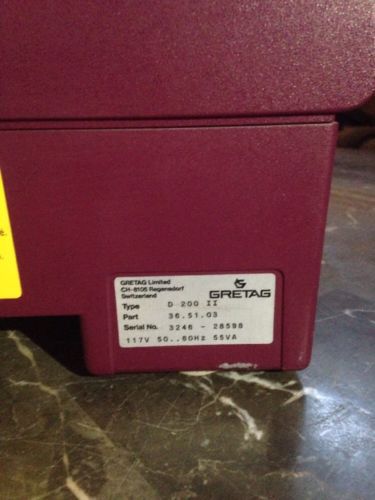 GRETAG Limited
CH-8105 Regensdorf
Switzerland
GRETAG
Type D 200 II
Part 36.51.03
Serial No. 3246 - 28598
117V 50..60Hz 55VA